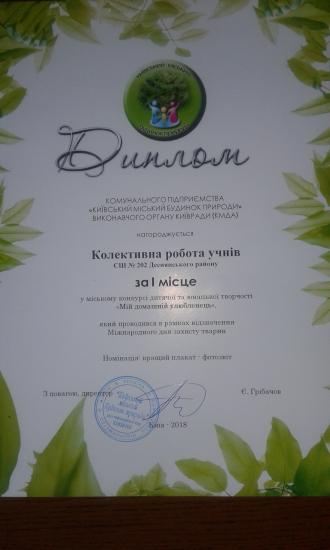 Диплом
КОМУНАЛЬНОГО ПІДПРИЄМСТВА
«КИЇВСЬКИЙ МІСЬКИЙ БУДИНОК ПРИРОДИ»
ВИКОНАВЧОГО ОРГАНУ КИЇВРАДИ (КМДА)
нагороджується
Колективна робота учнів
СШ № 202 Деснянського району
за І місце
у міському конкурсі дитячої та юнацької творчості
«Мій домашній улюбленець»,
який проводився в рамках відзначення
Міжнародного дня захисту тварин
Номінація: кращий плакат - фотозвіт
З повагою, директор Є. Грбачов
Київ - 2018